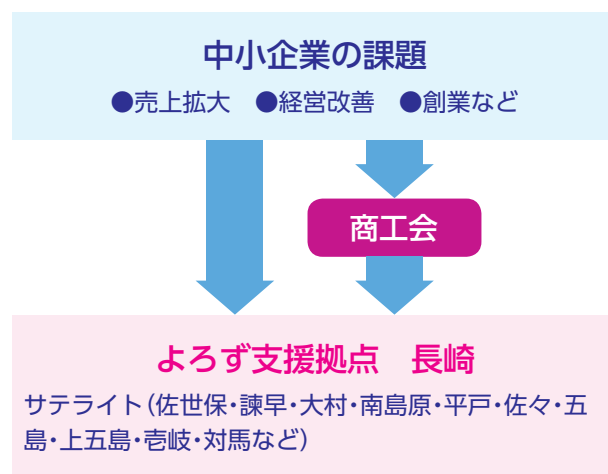 中小企業の課題
●売上拡大　●経営改善　●創業など
商工会
よろず支援拠点　長崎
サテライト（佐世保・諫早・大村・南島原・平戸・佐々・五
島・上五島・壱岐・対馬など）